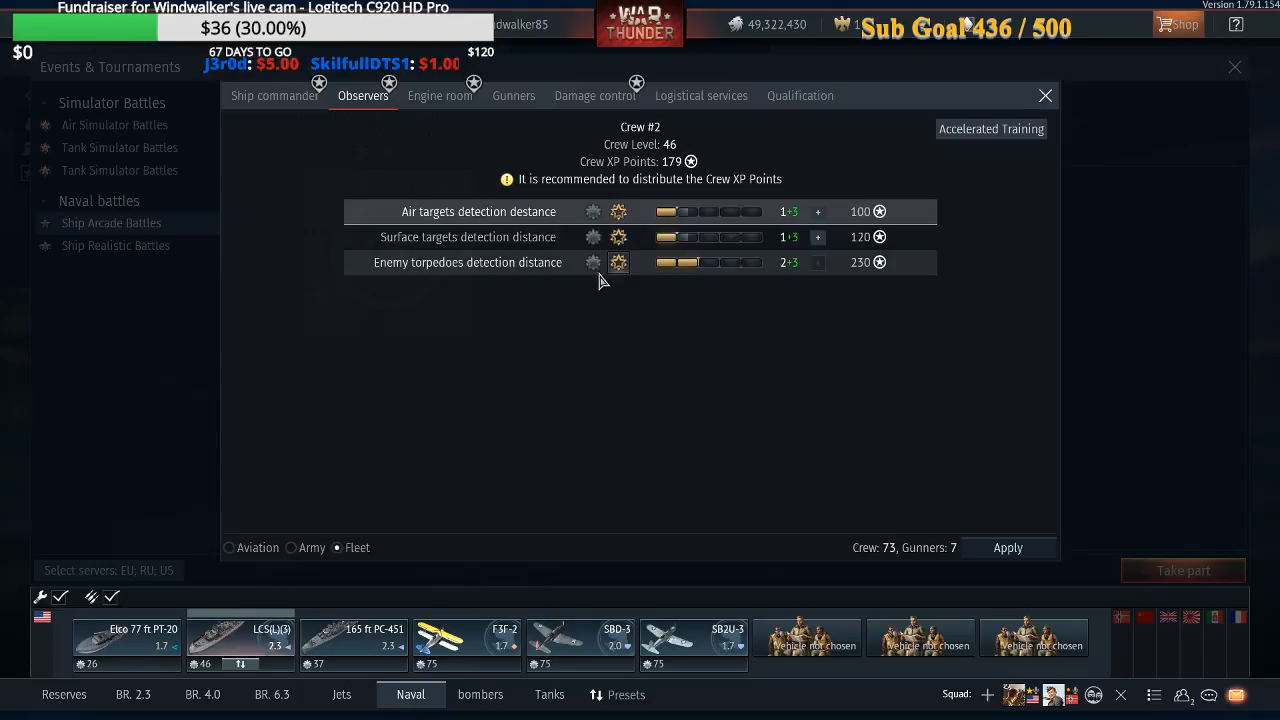 Fundraiser for Windwalker's live cam - Logitech C920 HD Pro
Version 1.79.1.154
$36 (30.00%)
ndwalker85
WAR THUNDER
49,322,430
Sub Goal 436 / 500
Shop
$0
67 DAYS TO GO
$120
J3r0d: $5.00 SkilfullDTS1: $1.00
Events & Tournaments
Simulator Battles
Air Simulator Battles
Tank Simulator Battles
Tank Simulator Battles
Naval battles
Ship Arcade Battles
Ship Realistic Battles
Ship commander
Observers
Engine room
Gunners
Damage control
Logistical services
Qualification
Crew #2
Accelerated Training
Crew Level: 46
Crew XP Points: 179
It is recommended to distribute the Crew XP Points
Air targets detection destance 1+3 + 100
Surface targets detection distance 1+3 + 120
Enemy torpedoes detection distance 2+3 230
Aviation Army Fleet
Crew: 73, Gunners: 7
Apply
Select servers: EU; RU; US
Take part
Elco 77 ft PT-20
1.7
26
LCS(L)(3)
2.3
46
165 ft PC-451
2.3
37
F3F-2
1.7
75
SBD-3
2.0
75
SB2U-3
1.7
75
Vehicle not chosen
Vehicle not chosen
Vehicle not chosen
Reserves
BR. 2.3
BR. 4.0
BR. 6.3
Jets
Naval
bombers
Tanks
Presets
Squad:
2